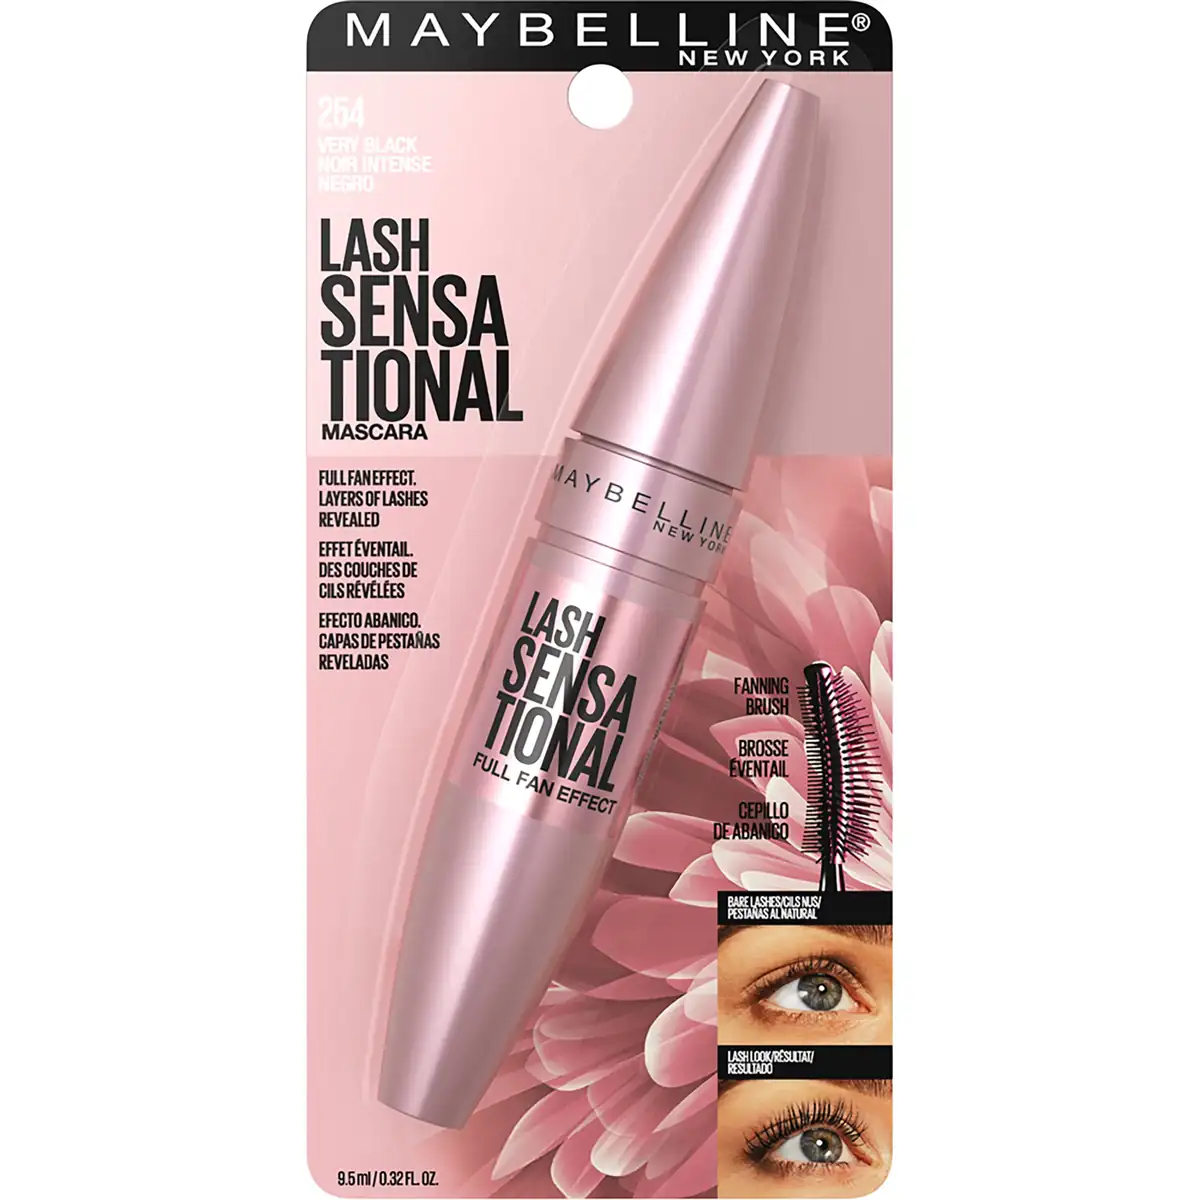 MAYBELLINE®
NEW YORK
254
VERY BLACK
NOIR INTENSE
NEGRO
LASH
SENSA
TIONAL
MASCARA
FULL FAN EFFECT.
LAYERS OF LASHES
REVEALED
EFFET ÉVENTAIL.
DES COUCHES DE
CILS RÉVÉLÉES
EFECTO ABANICO.
CAPAS DE PESTAÑAS
REVELADAS
MAYBELLINE
NEW YORK
LASH
SENSA
TIONAL
FULL FAN EFFECT
FANNING
BRUSH
BROSSE
ÉVENTAIL
CEPILLO
DE ABANICO
BARE LASHES/CILS NUS/
PESTAÑAS AL NATURAL
LASH LOOK/RÉSULTAT/
RESULTADO
9.5 ml / 0.32 FL. OZ.